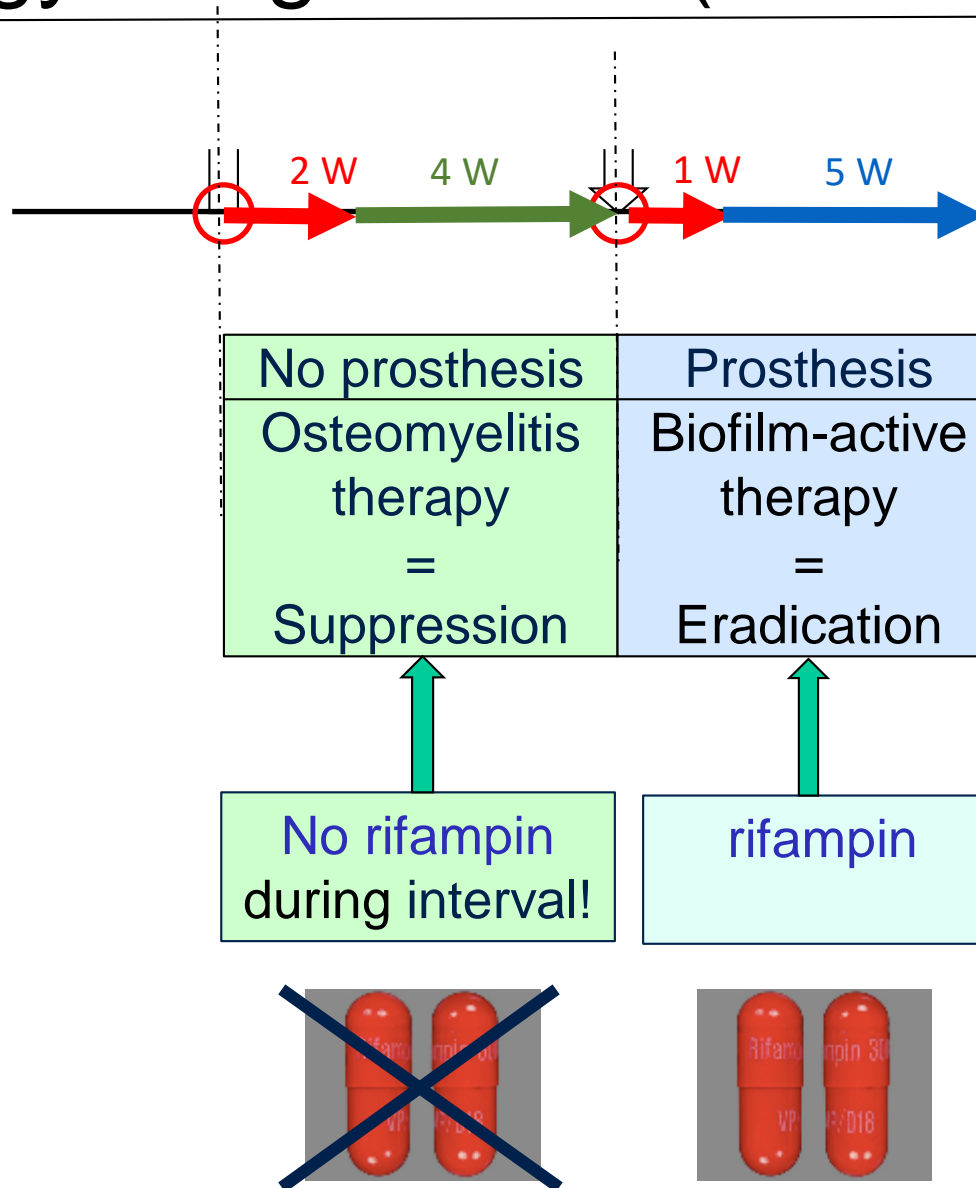 2 W 4 W 1 W 5 W
No prosthesis Prosthesis
Osteomyelitis Biofilm-active
therapy therapy
= =
Suppression Eradication
No rifampin rifampin
during interval!